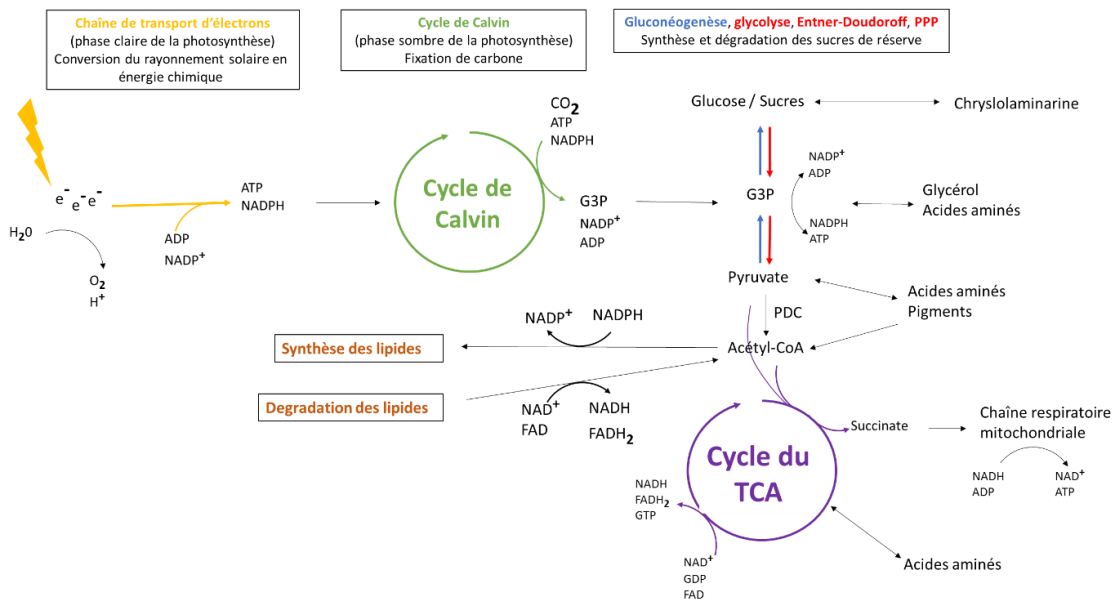 Chaîne de transport d'électrons
(phase claire de la photosynthèse)
Conversion du rayonnement solaire en
énergie chimique
Cycle de Calvin
(phase sombre de la photosynthèse)
Fixation de carbone
Gluconéogenèse, glycolyse, Entner-Doudoroff, PPP
Synthèse et dégradation des sucres de réserve
e- e- e-
H20
O2
H+
ADP
NADP+
ATP
NADPH
CO2
ATP
NADPH
Cycle de
Calvin
G3P
NADP+
ADP
Glucose / Sucres
Chryslolaminarine
G3P
NADP+
ADP
NADPH
ATP
Glycérol
Acides aminés
Pyruvate
PDC
Acides aminés
Pigments
Acétyl-CoA
NADP+
NADPH
Synthèse des lipides
Degradation des lipides
NAD+
FAD
NADH
FADH2
Cycle du
TCA
Succinate
Chaîne respiratoire
mitochondriale
NADH
ADP
NAD+
ATP
NADH
FADH2
GTP
NAD+
GDP
FAD
Acides aminés